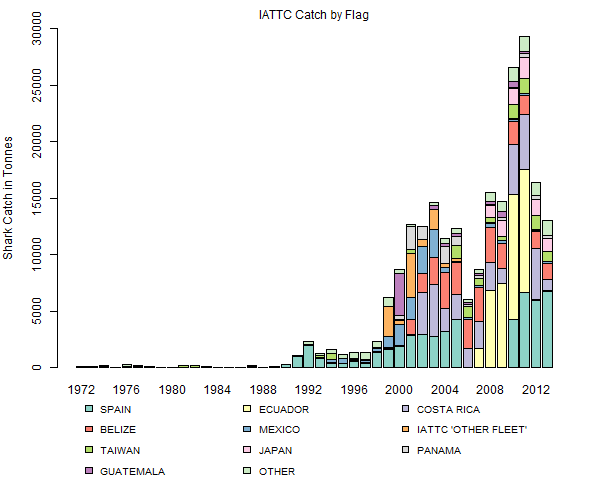 IATTC Catch by Flag
Shark Catch in Tonnes
30000
25000
20000
15000
10000
5000
0
1972 1976 1980 1984 1988 1992 1996 2000 2004 2008 2012
SPAIN ECUADOR COSTA RICA
BELIZE MEXICO IATTC 'OTHER FLEET'
TAIWAN JAPAN PANAMA
GUATEMALA OTHER